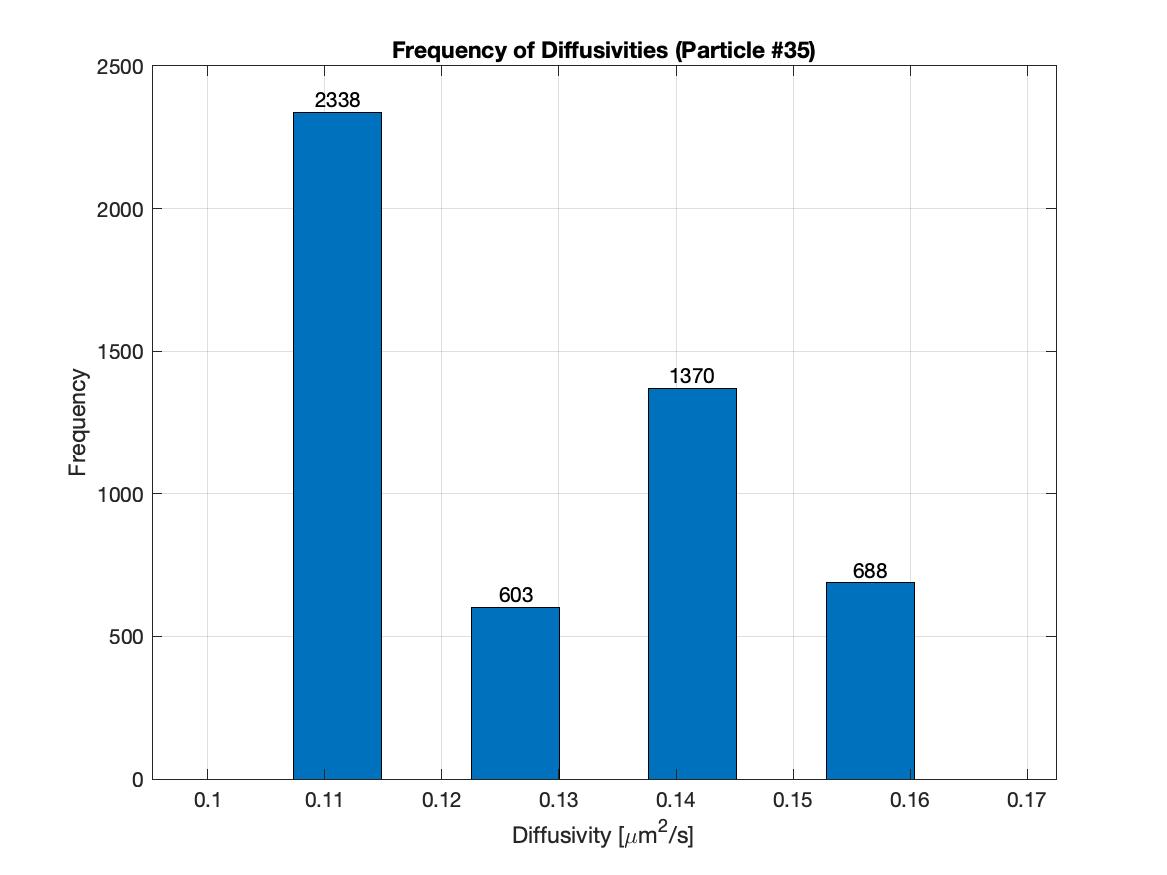 Frequency of Diffusivities (Particle #35)
2500
2000
1500
1000
500
0
Frequency
2338
603
1370
688
0.1 0.11 0.12 0.13 0.14 0.15 0.16 0.17
Diffusivity [μm²/s]